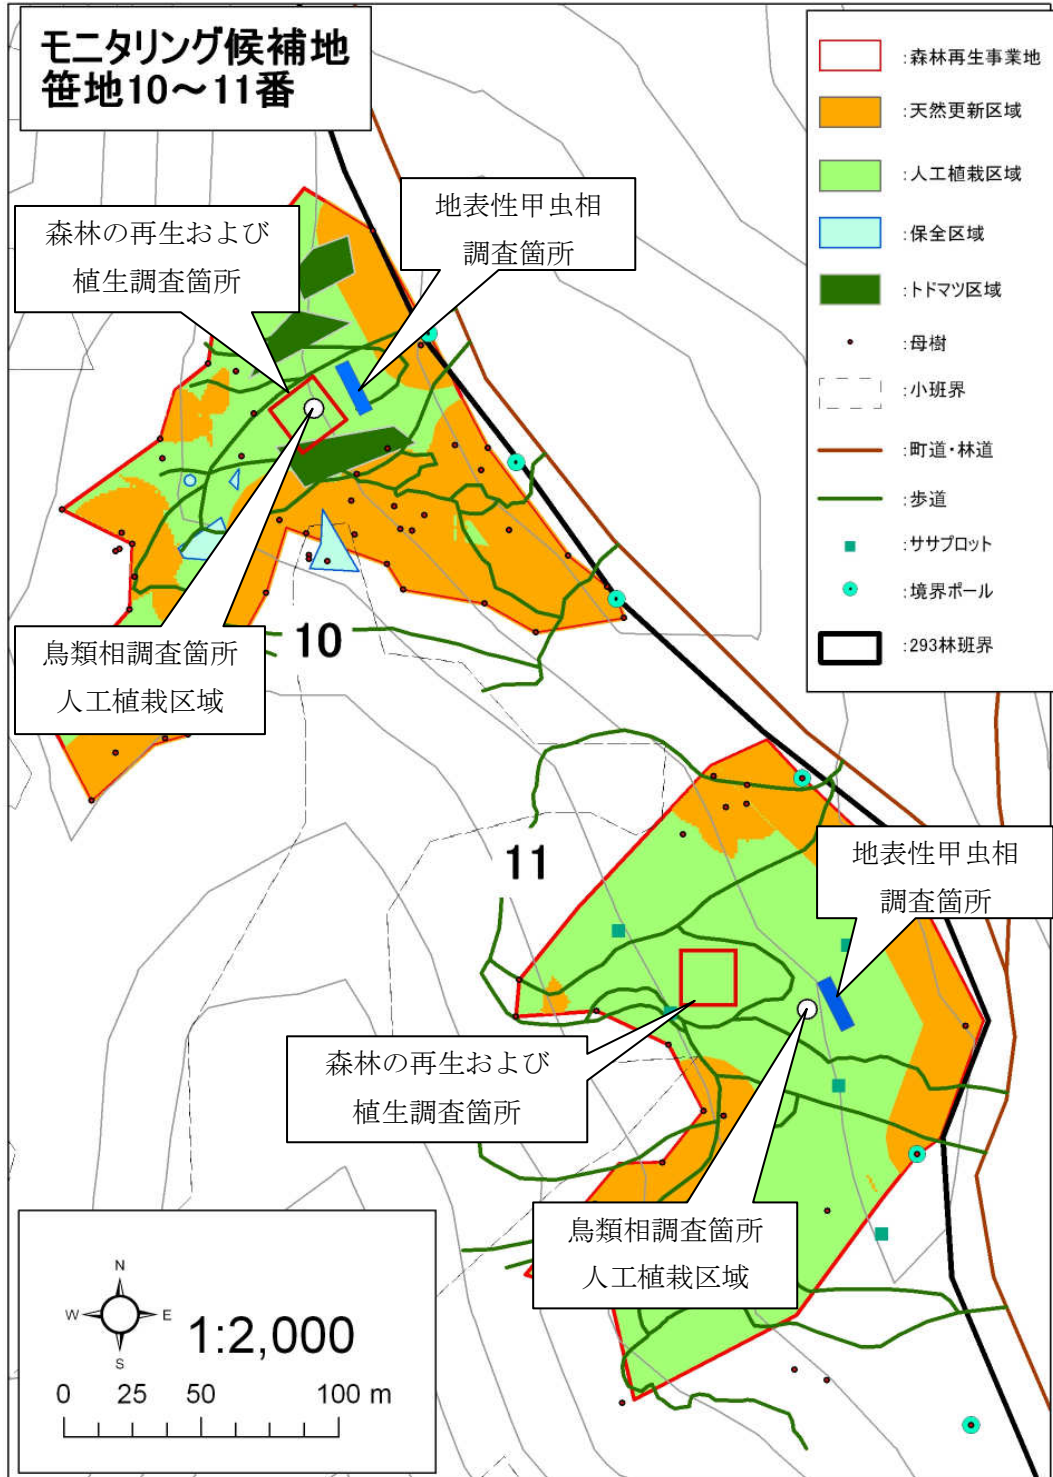 モニタリング候補地
笹地10～11番
:森林再生事業地
:天然更新区域
:人工植栽区域
:保全区域
:トドマツ区域
:母樹
:小班界
:町道・林道
:歩道
:ササプロット
:境界ポール
:293林班界
森林の再生および
植生調査箇所
地表性甲虫相
調査箇所
鳥類相調査箇所
人工植栽区域
10
11
地表性甲虫相
調査箇所
森林の再生および
植生調査箇所
鳥類相調査箇所
人工植栽区域
N
W E
S
1:2,000
0 25 50 100 m